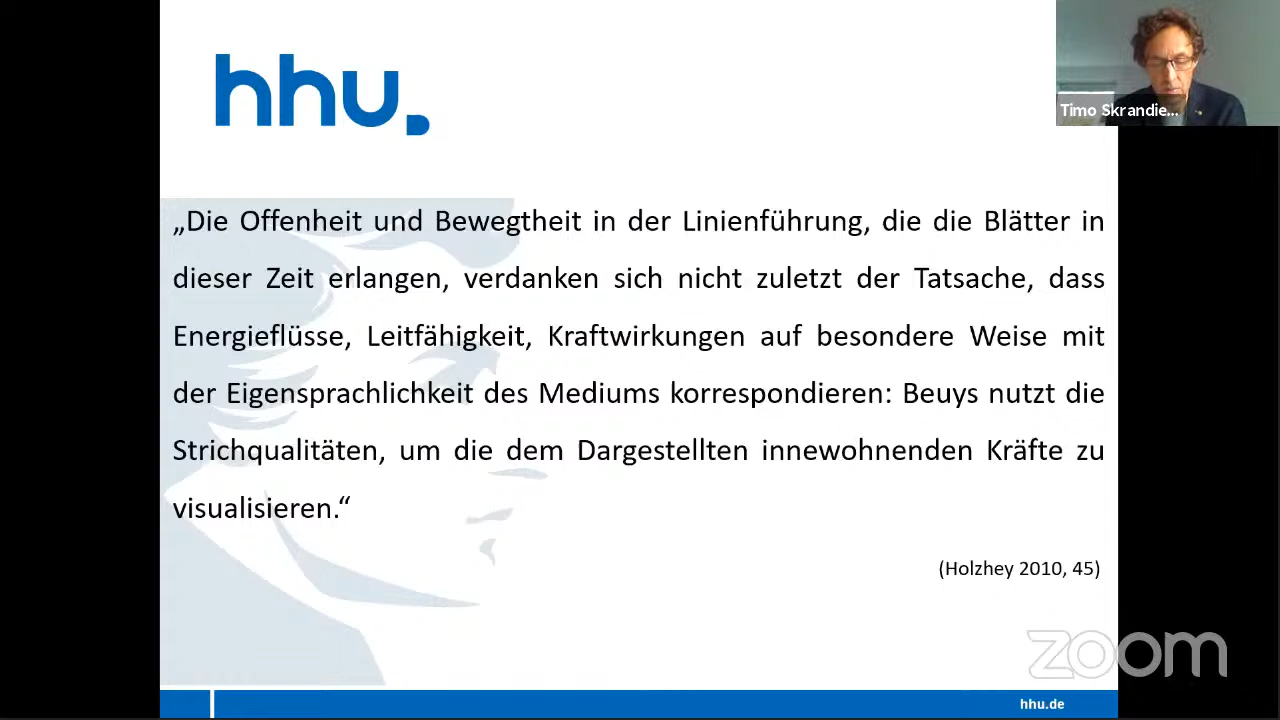 hhu.
Timo Skrandie...
„Die Offenheit und Bewegtheit in der Linienführung, die die Blätter in
dieser Zeit erlangen, verdanken sich nicht zuletzt der Tatsache, dass
Energieflüsse, Leitfähigkeit, Kraftwirkungen auf besondere Weise mit
der Eigensprachlichkeit des Mediums korrespondieren: Beuys nutzt die
Strichqualitäten, um die dem Dargestellten innewohnenden Kräfte zu
visualisieren.“
(Holzhey 2010, 45)
zoom
hhu.de